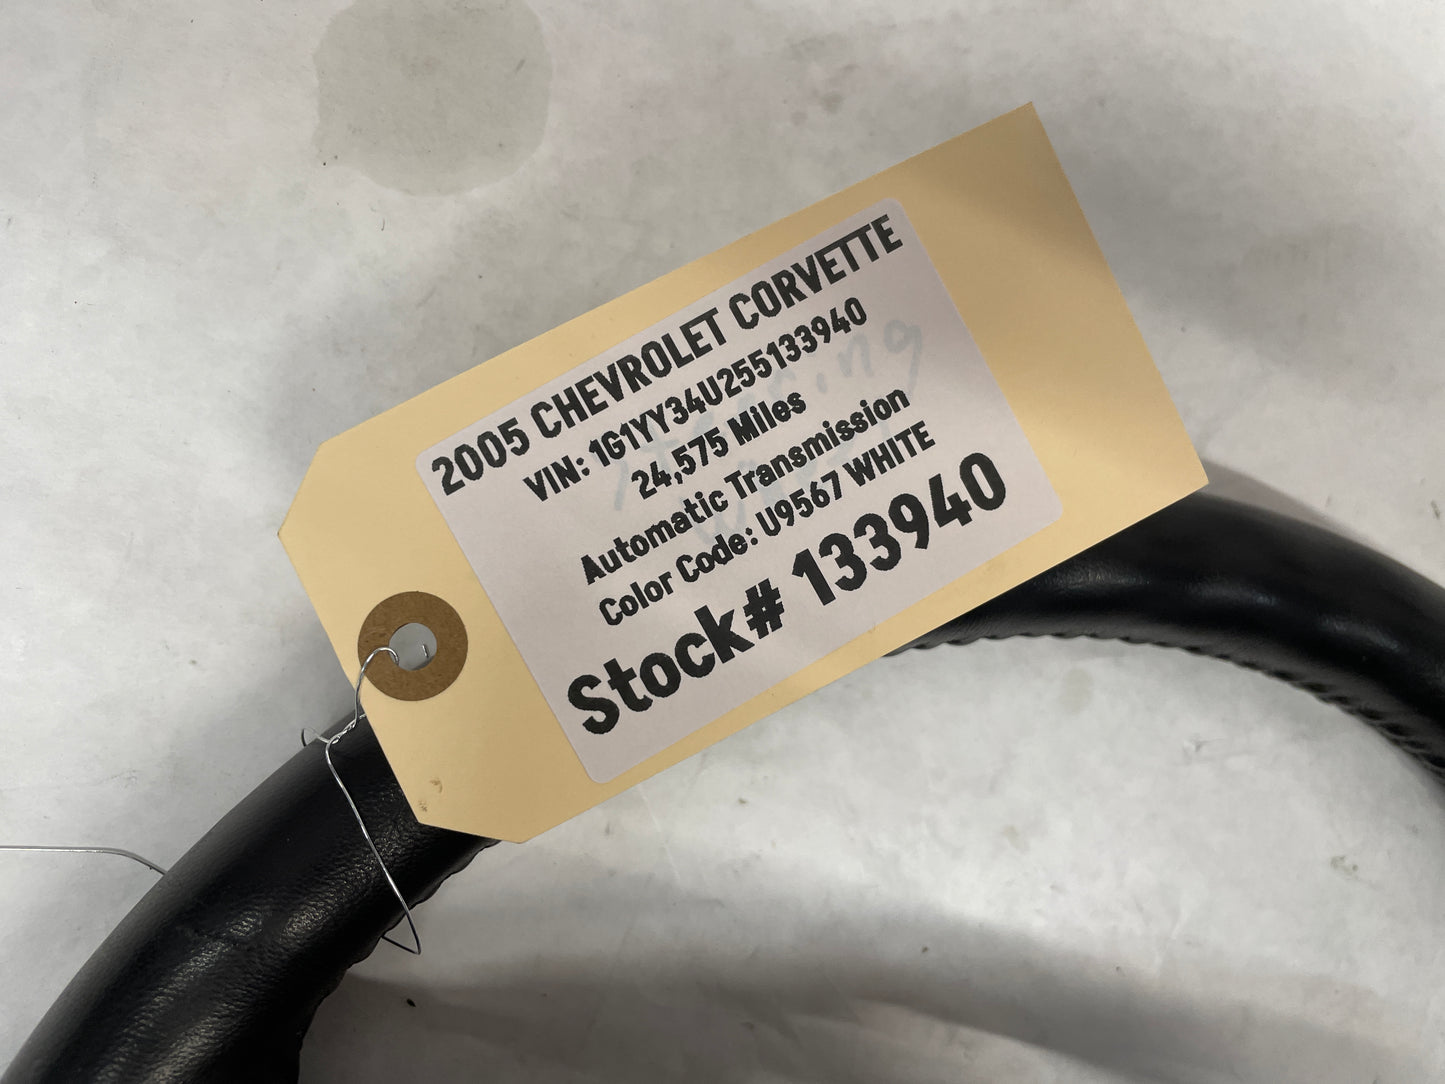 2005 CHEVROLET CORVETTE
VIN: 1G1YY34U255133940
24,575 Miles
Automatic Transmission
Color Code: U9567 WHITE
Stock# 133940